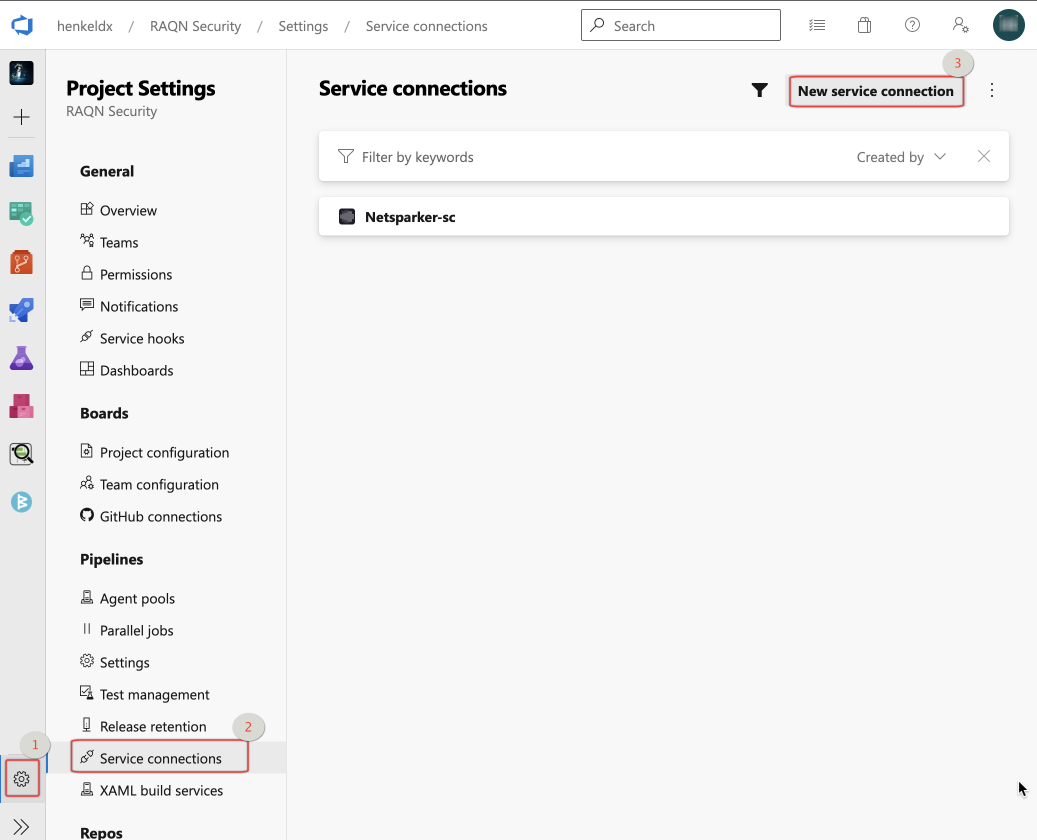 henkeldx / RAQN Security / Settings / Service connections
Search
Project Settings
RAQN Security
General
Overview
Teams
Permissions
Notifications
Service hooks
Dashboards
Boards
Project configuration
Team configuration
GitHub connections
Pipelines
Agent pools
Parallel jobs
Settings
Test management
Release retention
2
1
Service connections
XAML build services
Repos
Service connections
3
New service connection
Filter by keywords
Created by
Netsparker-sc